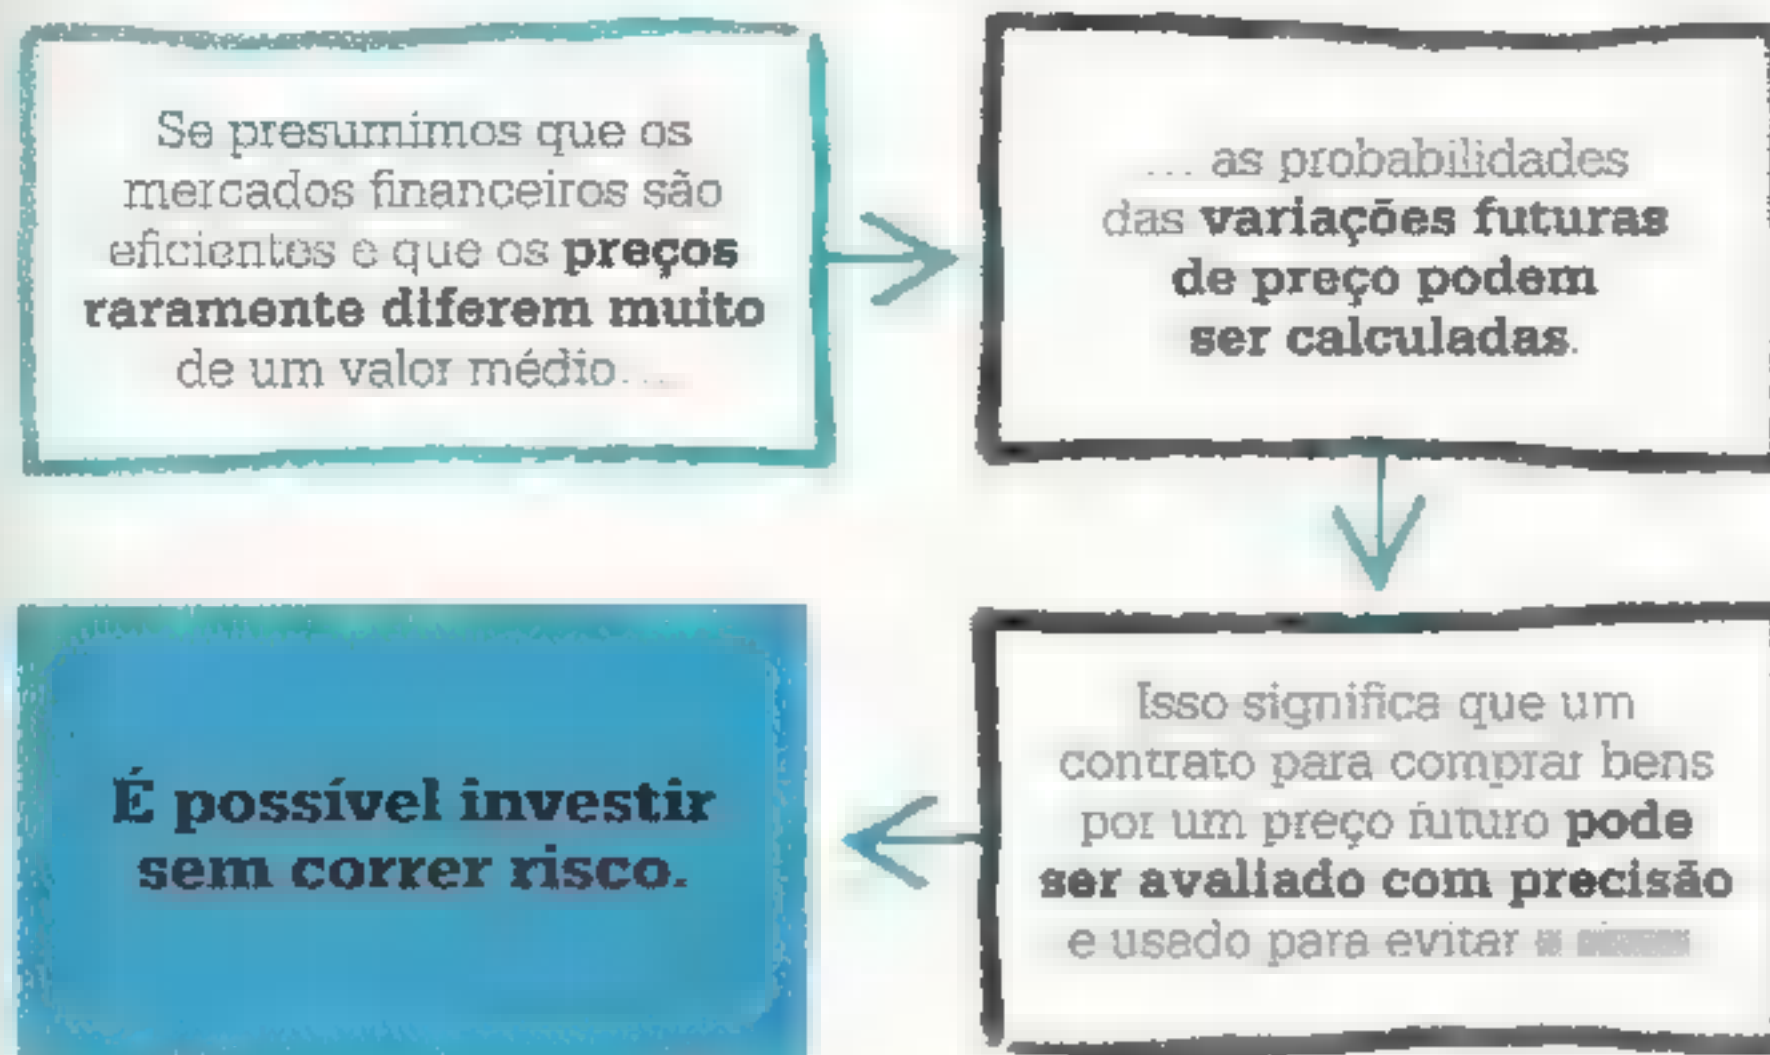 Se presumimos que os
mercados financeiros são
eficientes e que os preços
raramente diferem muito
de um valor médio...
... as probabilidades
das variações futuras
de preço podem
ser calculadas.
Isso significa que um
contrato para comprar bens
por um preço futuro pode
ser avaliado com precisão
e usado para evitar
É possível investir
sem correr risco.